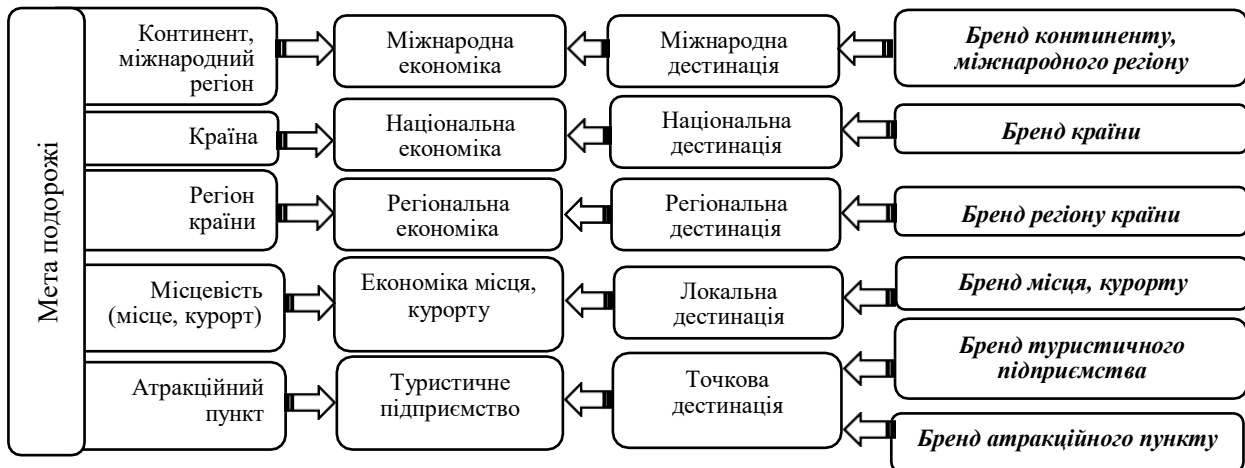 Мета подорожі
Континент,
міжнародний
регіон
Міжнародна
економіка
Міжнародна
дестинація
Бренд континенту,
міжнародного регіону
Країна
Національна
економіка
Національна
дестинація
Бренд країни
Регіон
країни
Регіональна
економіка
Регіональна
дестинація
Бренд регіону країни
Місцевість
(місце, курорт)
Економіка місця,
курорту
Локальна
дестинація
Бренд місця, курорту
Бренд туристичного
підприємства
Атракційний
пункт
Туристичне
підприємство
Точкова
дестинація
Бренд атракційного пункту